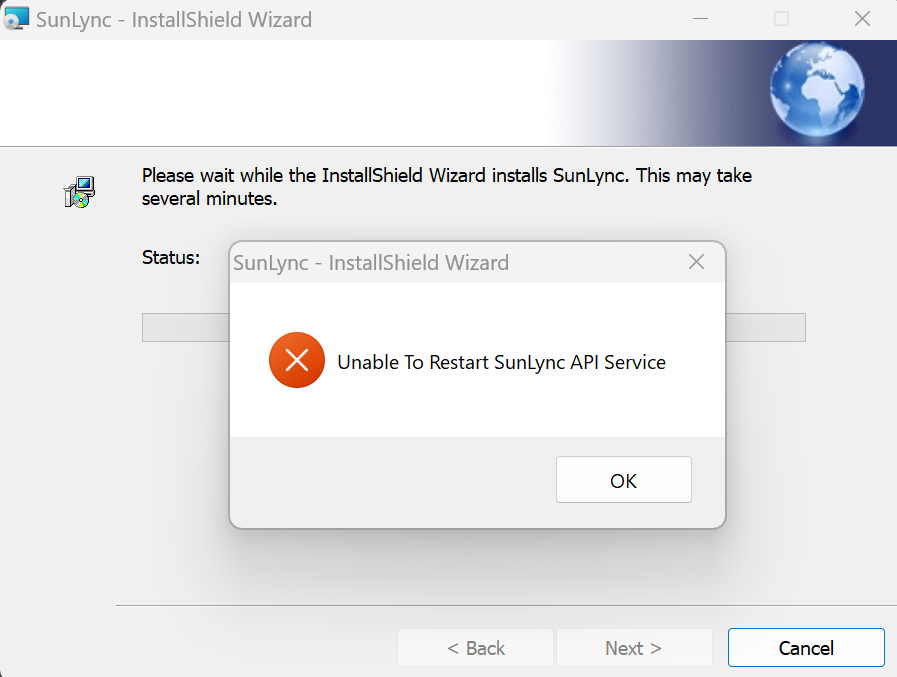 SunLync - InstallShield Wizard
Please wait while the InstallShield Wizard installs SunLync. This may take
several minutes.
Status:
SunLync - InstallShield Wizard
Unable To Restart SunLync API Service
OK
< Back
Next >
Cancel